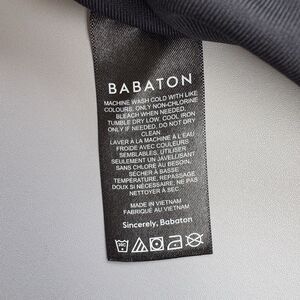 BABATON
MACHINE WASH COLD WITH LIKE
COLOURS, ONLY NON-CHLORINE
BLEACH WHEN NEEDED,
TUMBLE DRY LOW. COOL IRON
ONLY IF NEEDED, DO NOT DRY
CLEAN
LAVER A LA MACHINE À L'EAU
FROIDE AVEC COULEURS
SEMBLABLES, UTILISER
SEULEMENT UN JAVELLISANT
SANS CHLORE AU BESOIN.
SÉCHER À BASSE
TEMPÉRATURE. REPASSAGE
DOUX SI NÉCESSAIRE; NE PAS
NETTOYER À SEC
MADE IN VIETNAM
FABRIQUÉ AU VIETNAM
Sincerely, Babaton